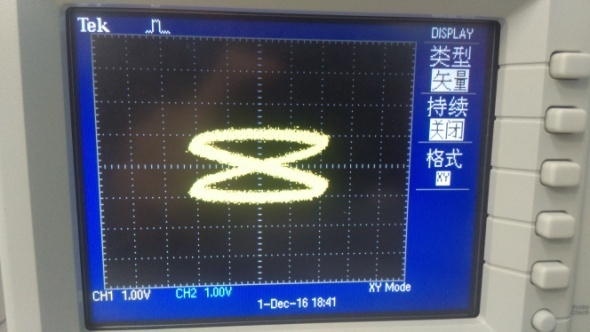 Tek
DISPLAY
类型
矢量
持续
关闭
格式
XY
CH1 1.00V CH2 1.00V XY Mode
1-Dec-16 18:41